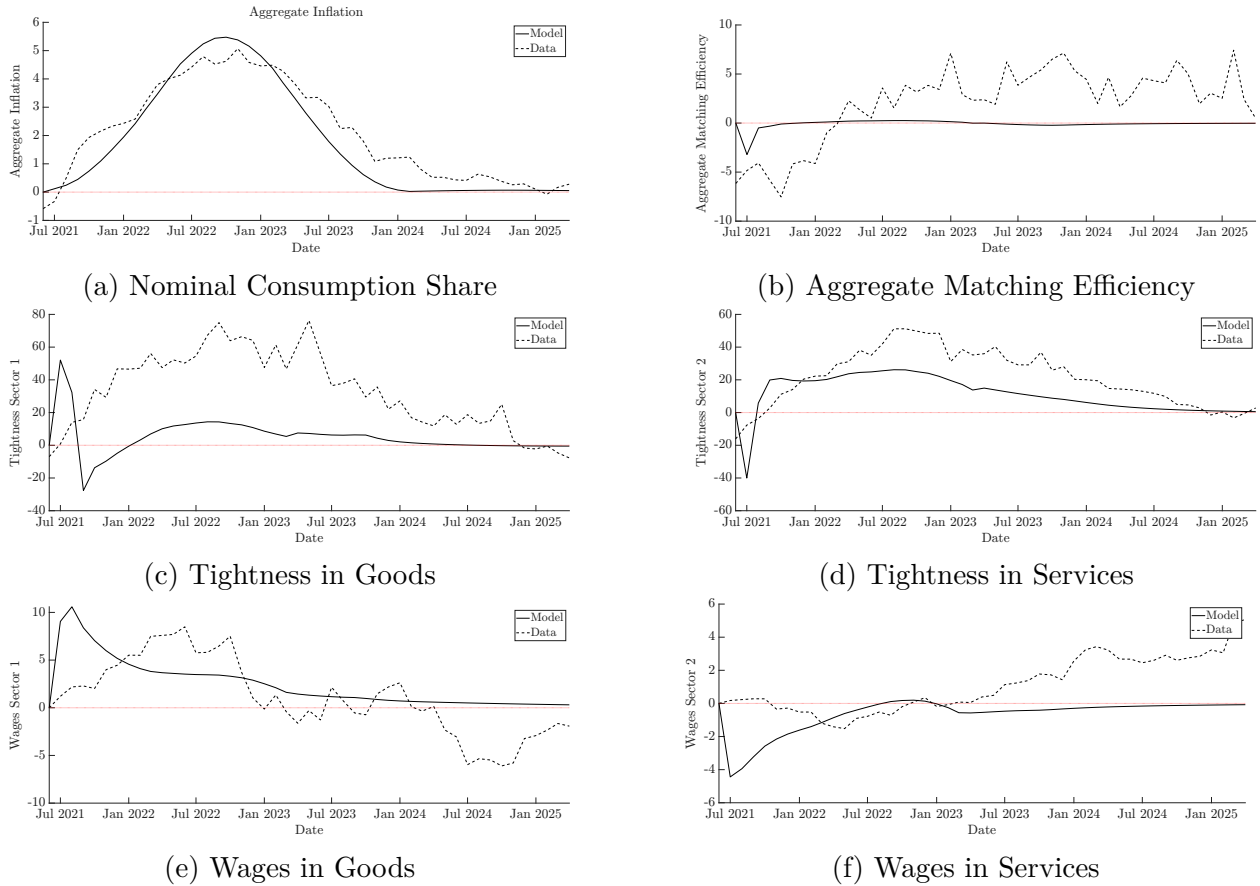 Aggregate Inflation
Aggregate Inflation
6
5
4
3
2
1
0
-1
Jul 2021 Jan 2022 Jul 2022 Jan 2023 Jul 2023 Jan 2024 Jul 2024 Jan 2025
Date
Model
Data
(a) Nominal Consumption Share
Aggregate Matching Efficiency
10
5
0
-5
-10
Jul 2021 Jan 2022 Jul 2022 Jan 2023 Jul 2023 Jan 2024 Jul 2024 Jan 2025
Date
Model
Data
(b) Aggregate Matching Efficiency
Tightness Sector 1
80
60
40
20
0
-20
-40
Jul 2021 Jan 2022 Jul 2022 Jan 2023 Jul 2023 Jan 2024 Jul 2024 Jan 2025
Date
Model
Data
(c) Tightness in Goods
Tightness Sector 2
60
40
20
0
-20
-40
-60
Jul 2021 Jan 2022 Jul 2022 Jan 2023 Jul 2023 Jan 2024 Jul 2024 Jan 2025
Date
Model
Data
(d) Tightness in Services
Wages Sector 1
10
5
0
-5
-10
Jul 2021 Jan 2022 Jul 2022 Jan 2023 Jul 2023 Jan 2024 Jul 2024 Jan 2025
Date
Model
Data
(e) Wages in Goods
Wages Sector 2
6
4
2
0
-2
-4
-6
Jul 2021 Jan 2022 Jul 2022 Jan 2023 Jul 2023 Jan 2024 Jul 2024 Jan 2025
Date
Model
Data
(f) Wages in Services